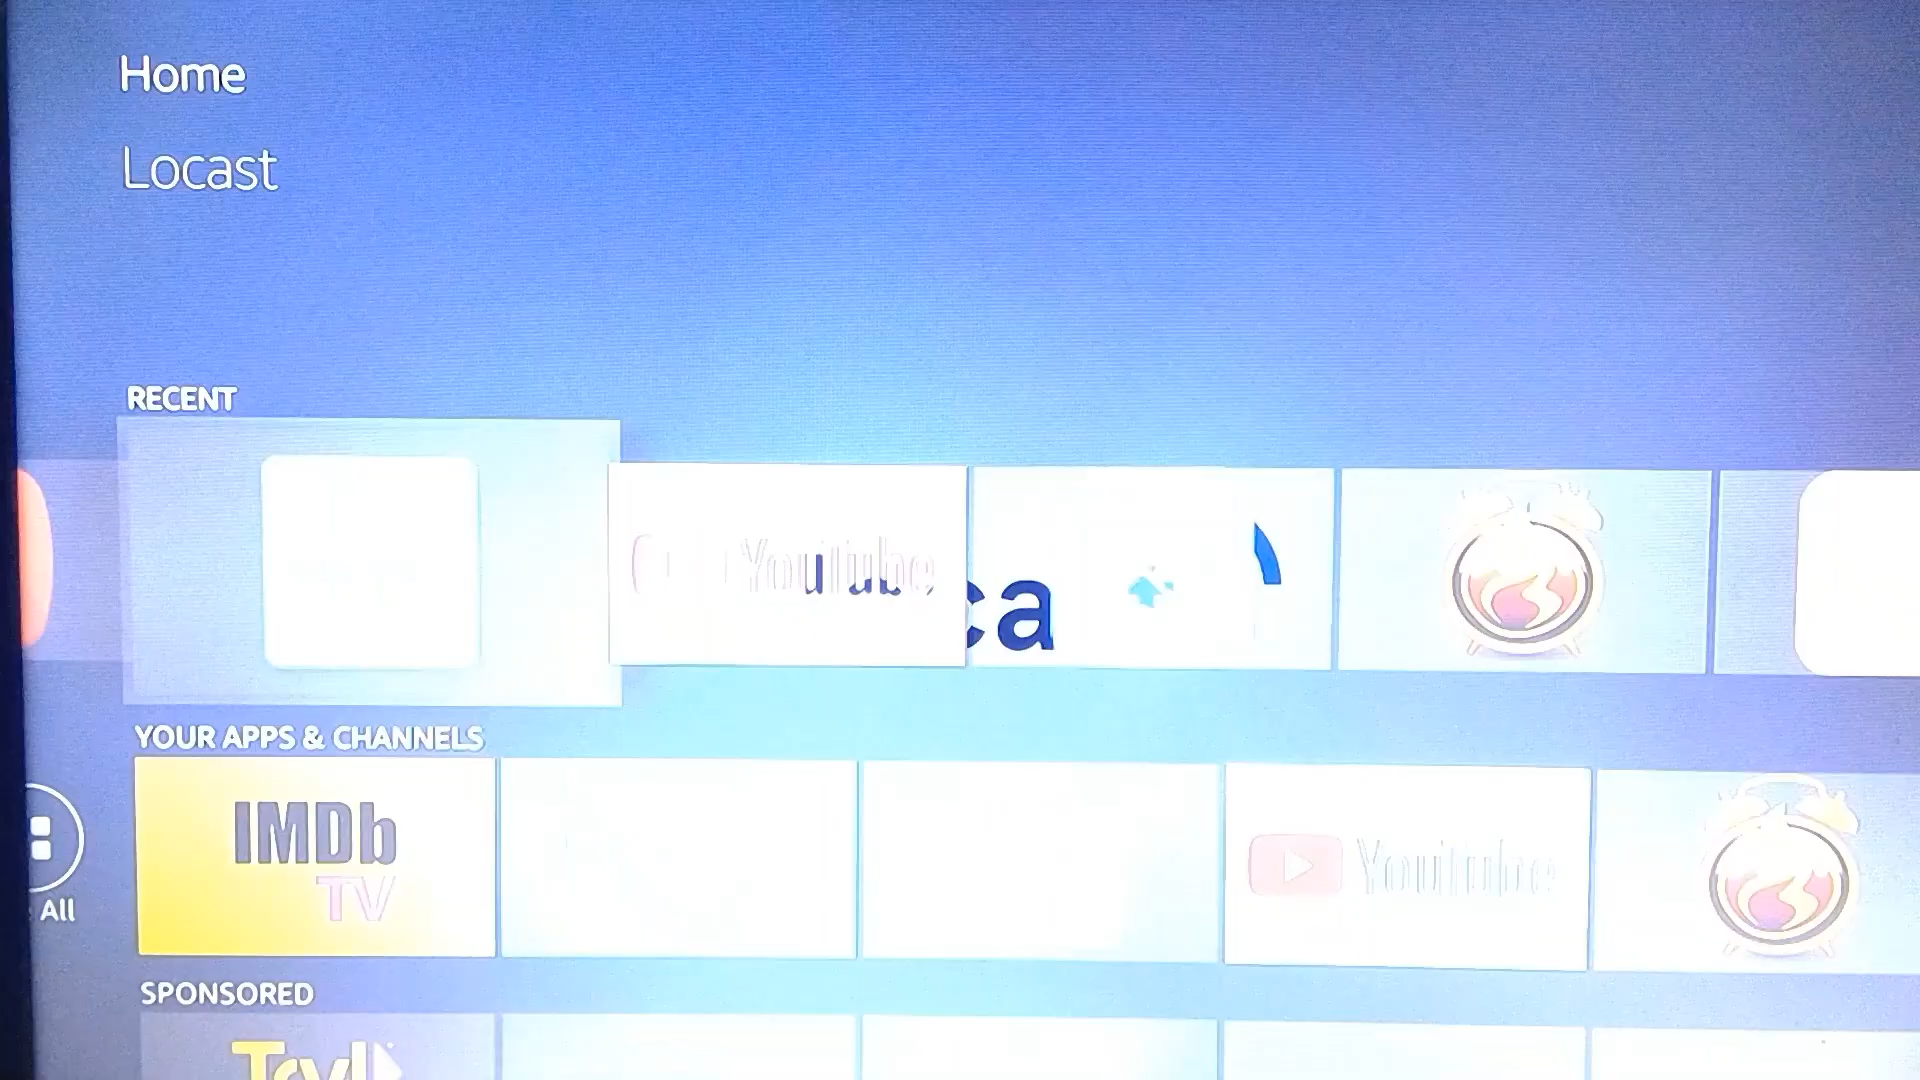 Home
Locast
RECENT
YouTube
ca
YOUR APPS & CHANNELS
IMDb
TV
YouTube
All
SPONSORED